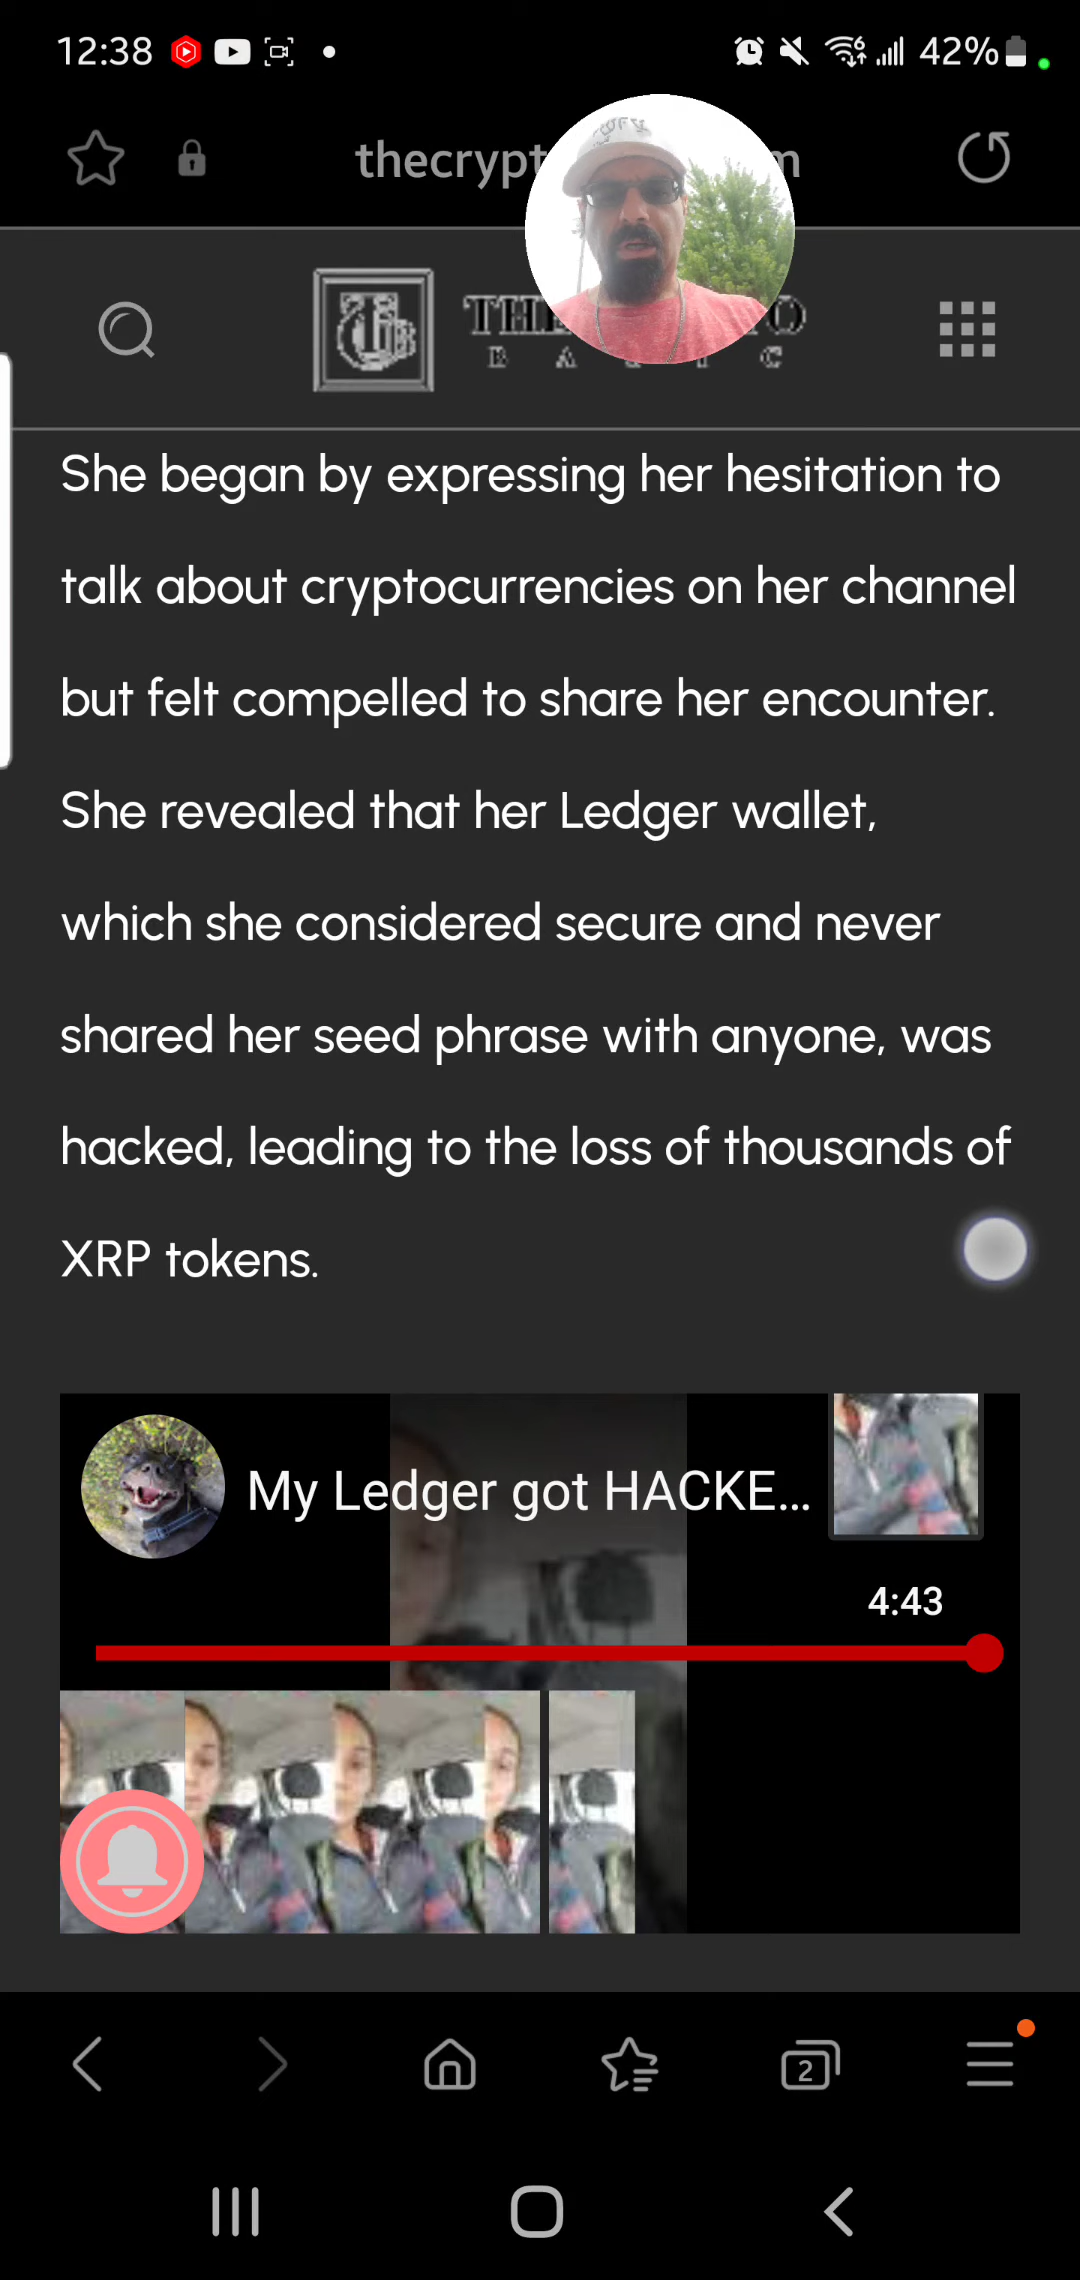 12:38
42%
She began by expressing her hesitation to
talk about cryptocurrencies on her channel
but felt compelled to share her encounter.
She revealed that her Ledger wallet,
which she considered secure and never
shared her seed phrase with anyone, was
hacked, leading to the loss of thousands of
XRP tokens.
My Ledger got HACKE...
4:43
2